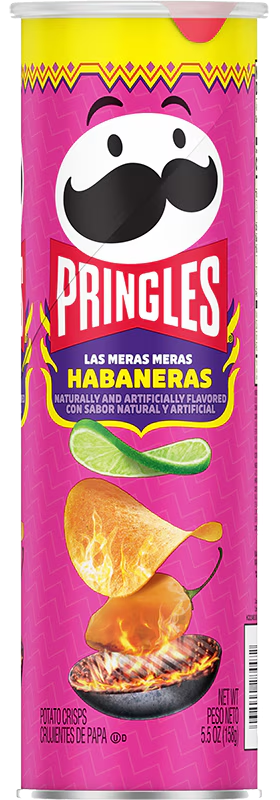 PRINGLES
LAS MERAS MERAS
HABANERAS
NATURALLY AND ARTIFICIALLY FLAVORED
CON SABOR NATURAL Y ARTIFICIAL
POTATO CRISPS
CRUJIENTES DE PAPA Ⓤ D
NET WT
PESO NETO
5.5 OZ (158g)